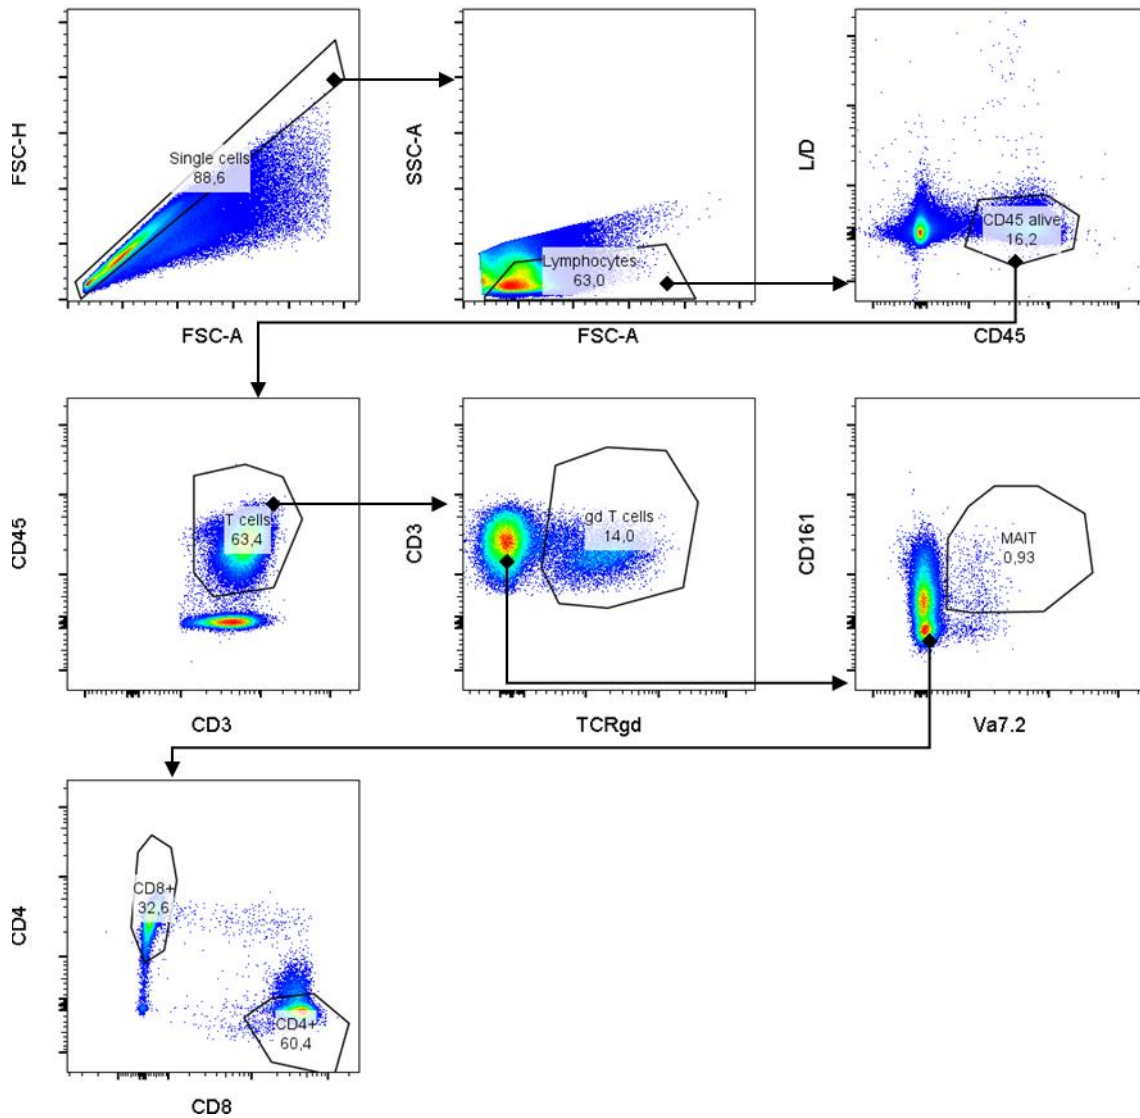 FSC-H
Single cells
88,6
FSC-A
SSC-A
Lymphocytes
63,0
FSC-A
L/D
CD45 alive
16,2
CD45
CD45
T cells
63,4
CD3
CD3
gd T cells
14,0
TCRgd
CD161
MAIT
0,93
Va7.2
CD4
CD8+
32,6
CD4+
60,4
CD8